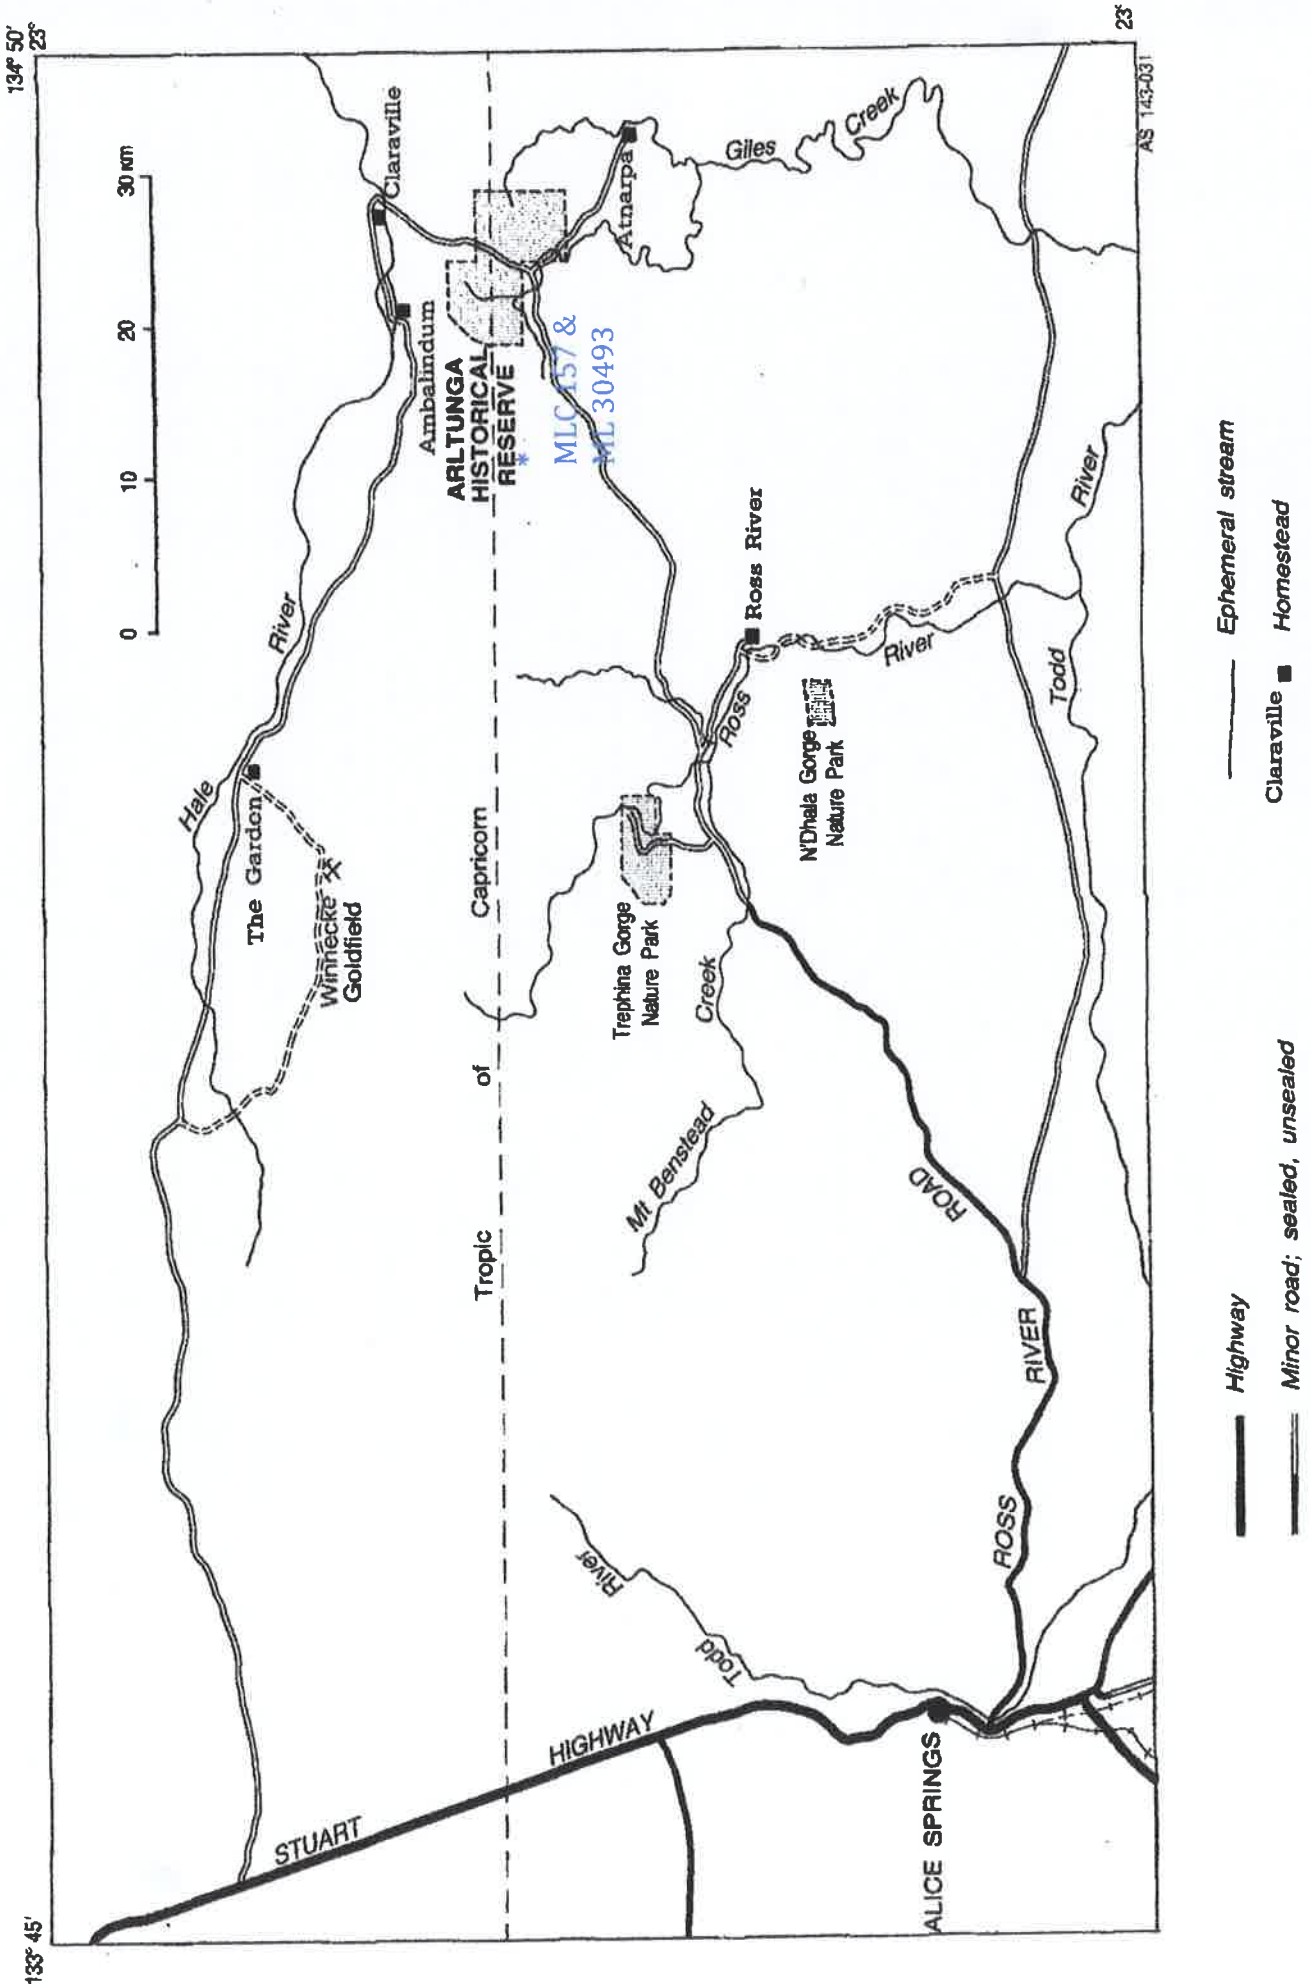 133° 45'
134° 50'
23°
0 10 20 30 KM
Hale
River
The Garden
Winnecke
Goldfield
Claraville
Ambalindum
ARLTUNGA
HISTORICAL
RESERVE
*
MLC 157 &
ML 30493
Atnarpa
Giles
Creek
STUART
HIGHWAY
Tropic of Capricorn
Todd
River
Trephina Gorge
Nature Park
Mt Benstead
Creek
Ross
River
Ross River
N'Dhala Gorge
Nature Park
ALICE SPRINGS
ROSS
RIVER
ROAD
Todd
River
23°
AS 143-031
Highway
Minor road; sealed, unsealed
Ephemeral stream
Claraville
Homestead